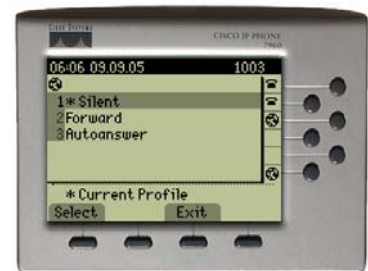 Cisco Systems
CISCO IP PHONE
7960
06:06 09.09.05 1003
1* Silent
2 Forward
3 Autoanswer
* Current Profile
Select Exit